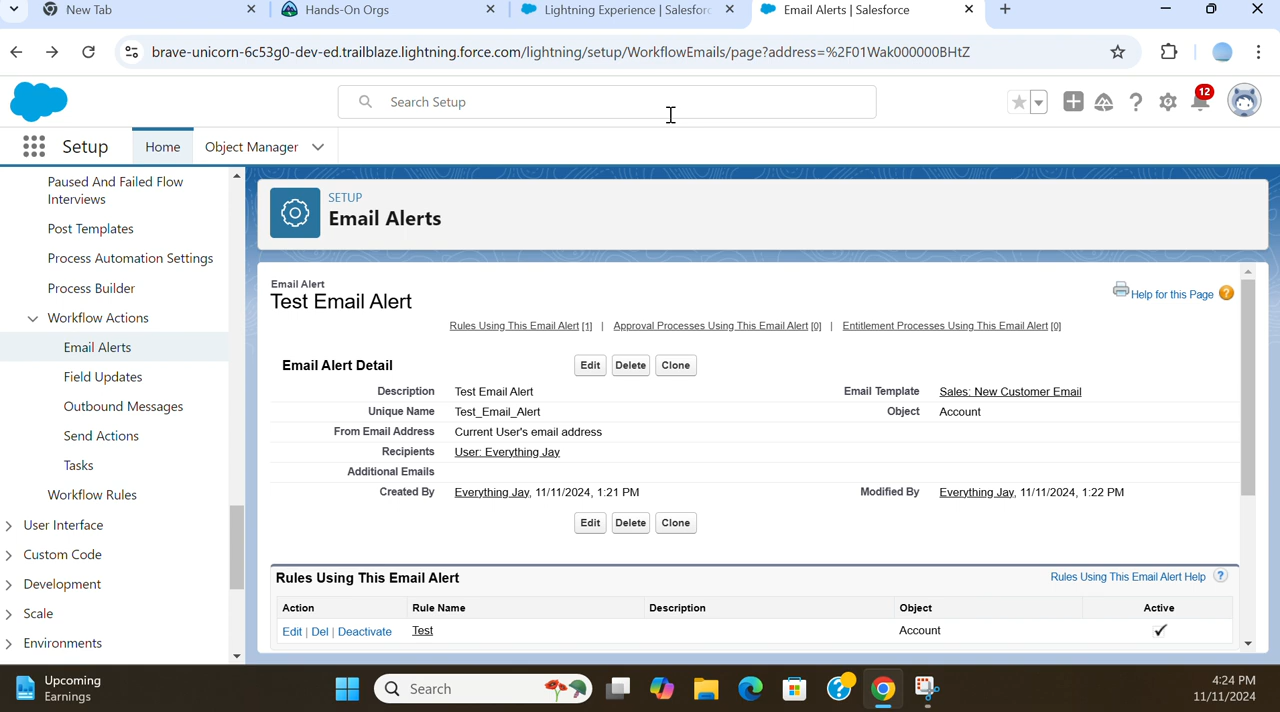 New Tab
Hands-On Orgs
Lightning Experience | Salesforc
Email Alerts | Salesforce
brave-unicorn-6c53g0-dev-ed.trailblaze.lightning.force.com/lightning/setup/WorkflowEmails/page?address=%2F01Wak000000BHtZ
Search Setup
12
Setup
Home
Object Manager
Paused And Failed Flow
Interviews
Post Templates
Process Automation Settings
Process Builder
Workflow Actions
Email Alerts
Field Updates
Outbound Messages
Send Actions
Tasks
Workflow Rules
User Interface
Custom Code
Development
Scale
Environments
SETUP
Email Alerts
Email Alert
Test Email Alert
Help for this Page ?
Rules Using This Email Alert [1] | Approval Processes Using This Email Alert [0] | Entitlement Processes Using This Email Alert [0]
Email Alert Detail
Edit Delete Clone
Description Test Email Alert Email Template Sales: New Customer Email
Unique Name Test_Email_Alert Object Account
From Email Address Current User's email address
Recipients User: Everything Jay
Additional Emails
Created By Everything Jay, 11/11/2024, 1:21 PM Modified By Everything Jay, 11/11/2024, 1:22 PM
Edit Delete Clone
Rules Using This Email Alert
Rules Using This Email Alert Help ?
Action Rule Name Description Object Active
Edit | Del | Deactivate Test Account
Upcoming
Earnings
Search
4:24 PM
11/11/2024